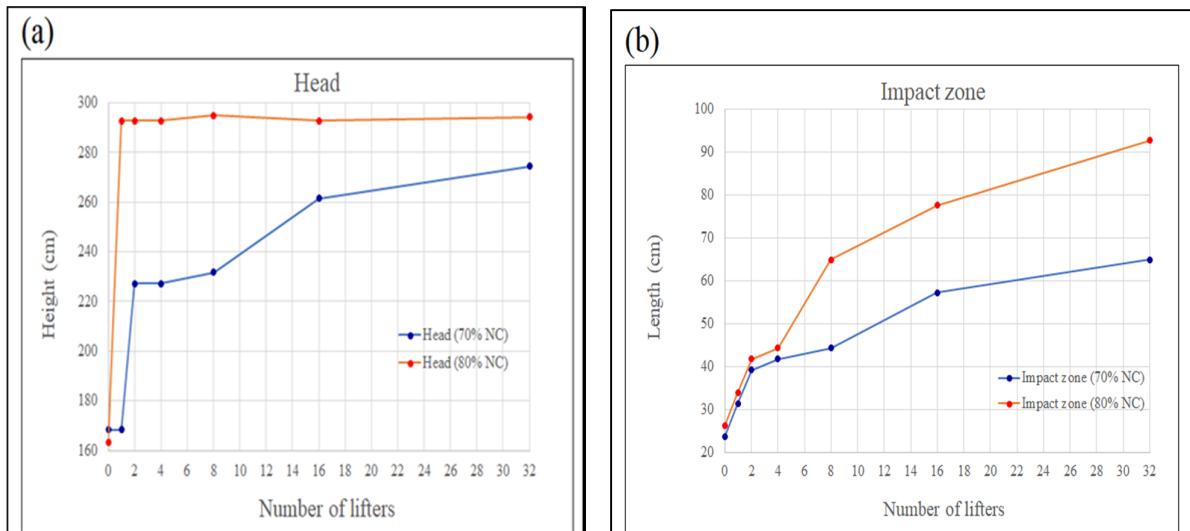 (a)
Head
300
280
260
240
220
200
180
160
0 2 4 6 8 10 12 14 16 18 20 22 24 26 28 30 32
Height (cm)
Number of lifters
Head (70% NC)
Head (80% NC)
(b)
Impact zone
100
90
80
70
60
50
40
30
20
0 2 4 6 8 10 12 14 16 18 20 22 24 26 28 30 32
Length (cm)
Number of lifters
Impact zone (70% NC)
Impact zone (80% NC)